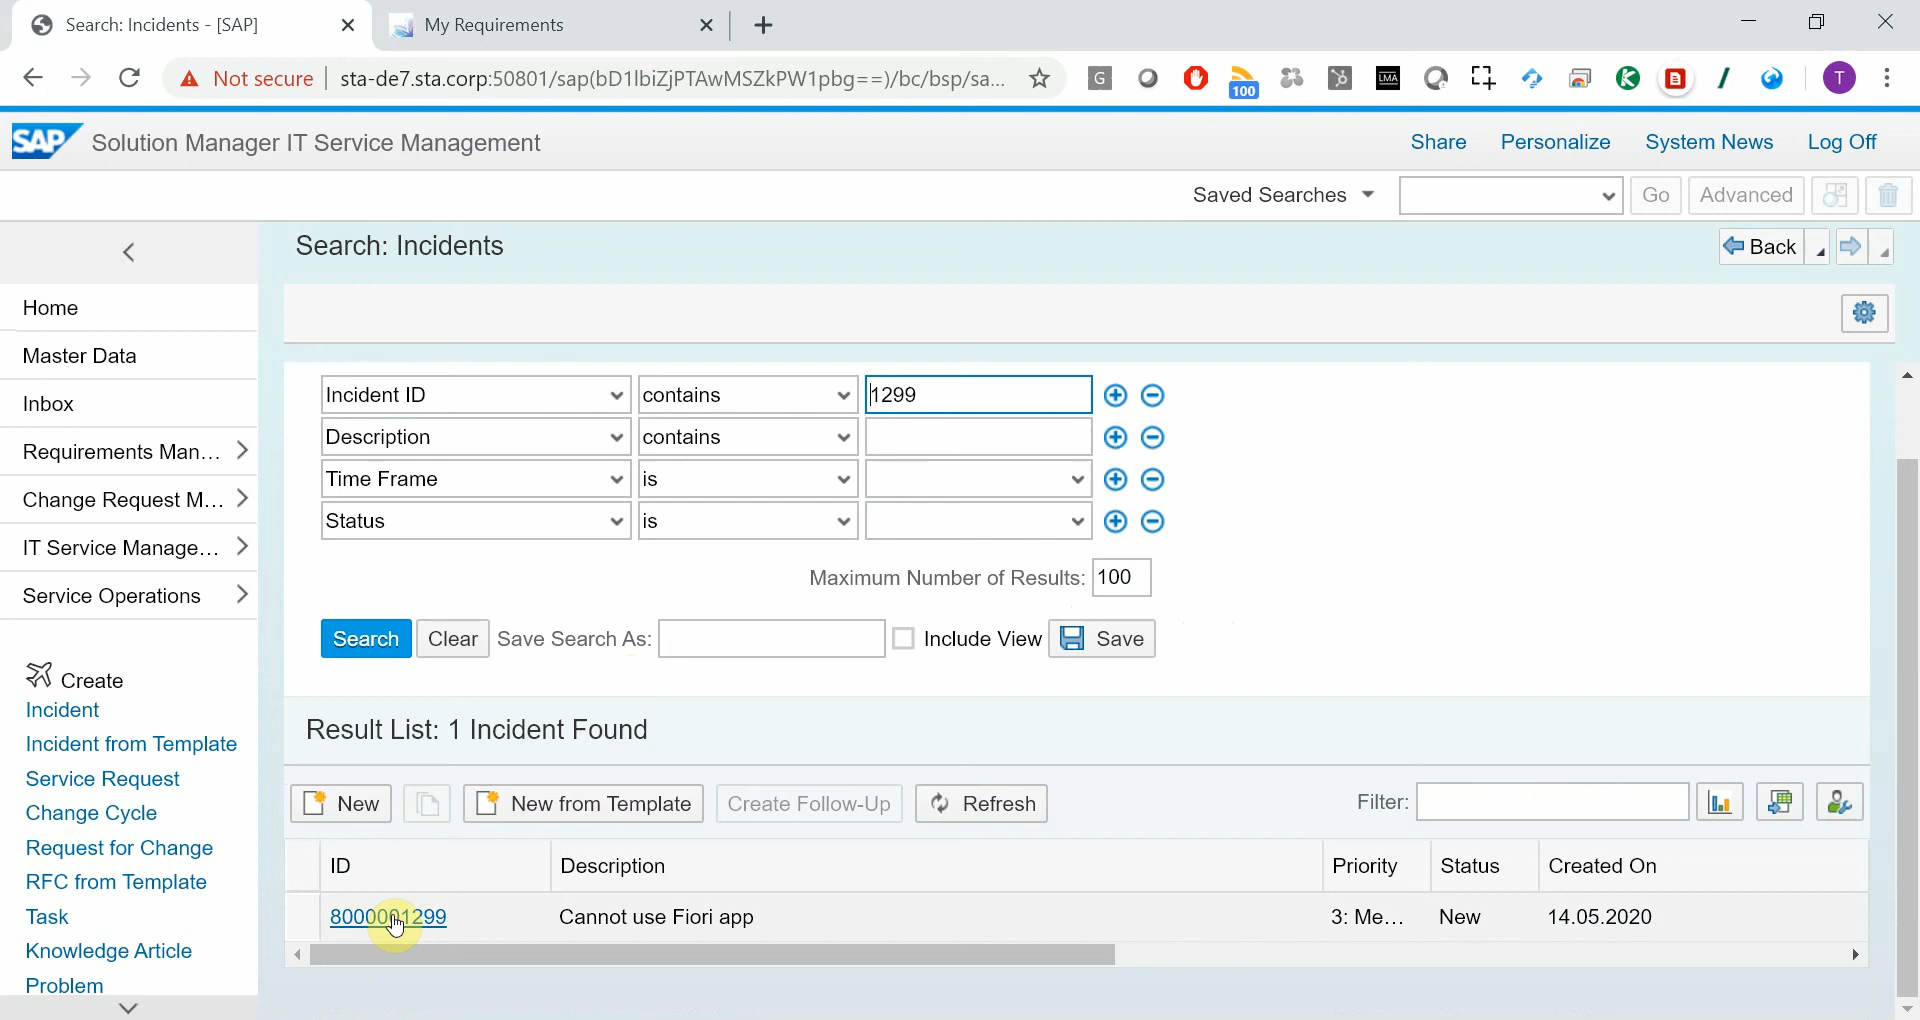 Search: Incidents - [SAP]
My Requirements
Not secure
sta-de7.sta.corp:50801/sap(bD1lbiZjPTAwMSZkPW1pbg==)/bc/bsp/sa...
G
100
LMA
T
SAP
Solution Manager IT Service Management
Share
Personalize
System News
Log Off
Saved Searches
Go
Advanced
Search: Incidents
Back
Home
Master Data
Inbox
Requirements Man...
Change Request M...
IT Service Manage...
Service Operations
Create
Incident
Incident from Template
Service Request
Change Cycle
Request for Change
RFC from Template
Task
Knowledge Article
Problem
Incident ID
contains
1299
Description
contains
Time Frame
is
Status
is
Maximum Number of Results:
100
Search
Clear
Save Search As:
Include View
Save
Result List: 1 Incident Found
New
New from Template
Create Follow-Up
Refresh
Filter:
ID
Description
Priority
Status
Created On
8000001299
Cannot use Fiori app
3: Me...
New
14.05.2020